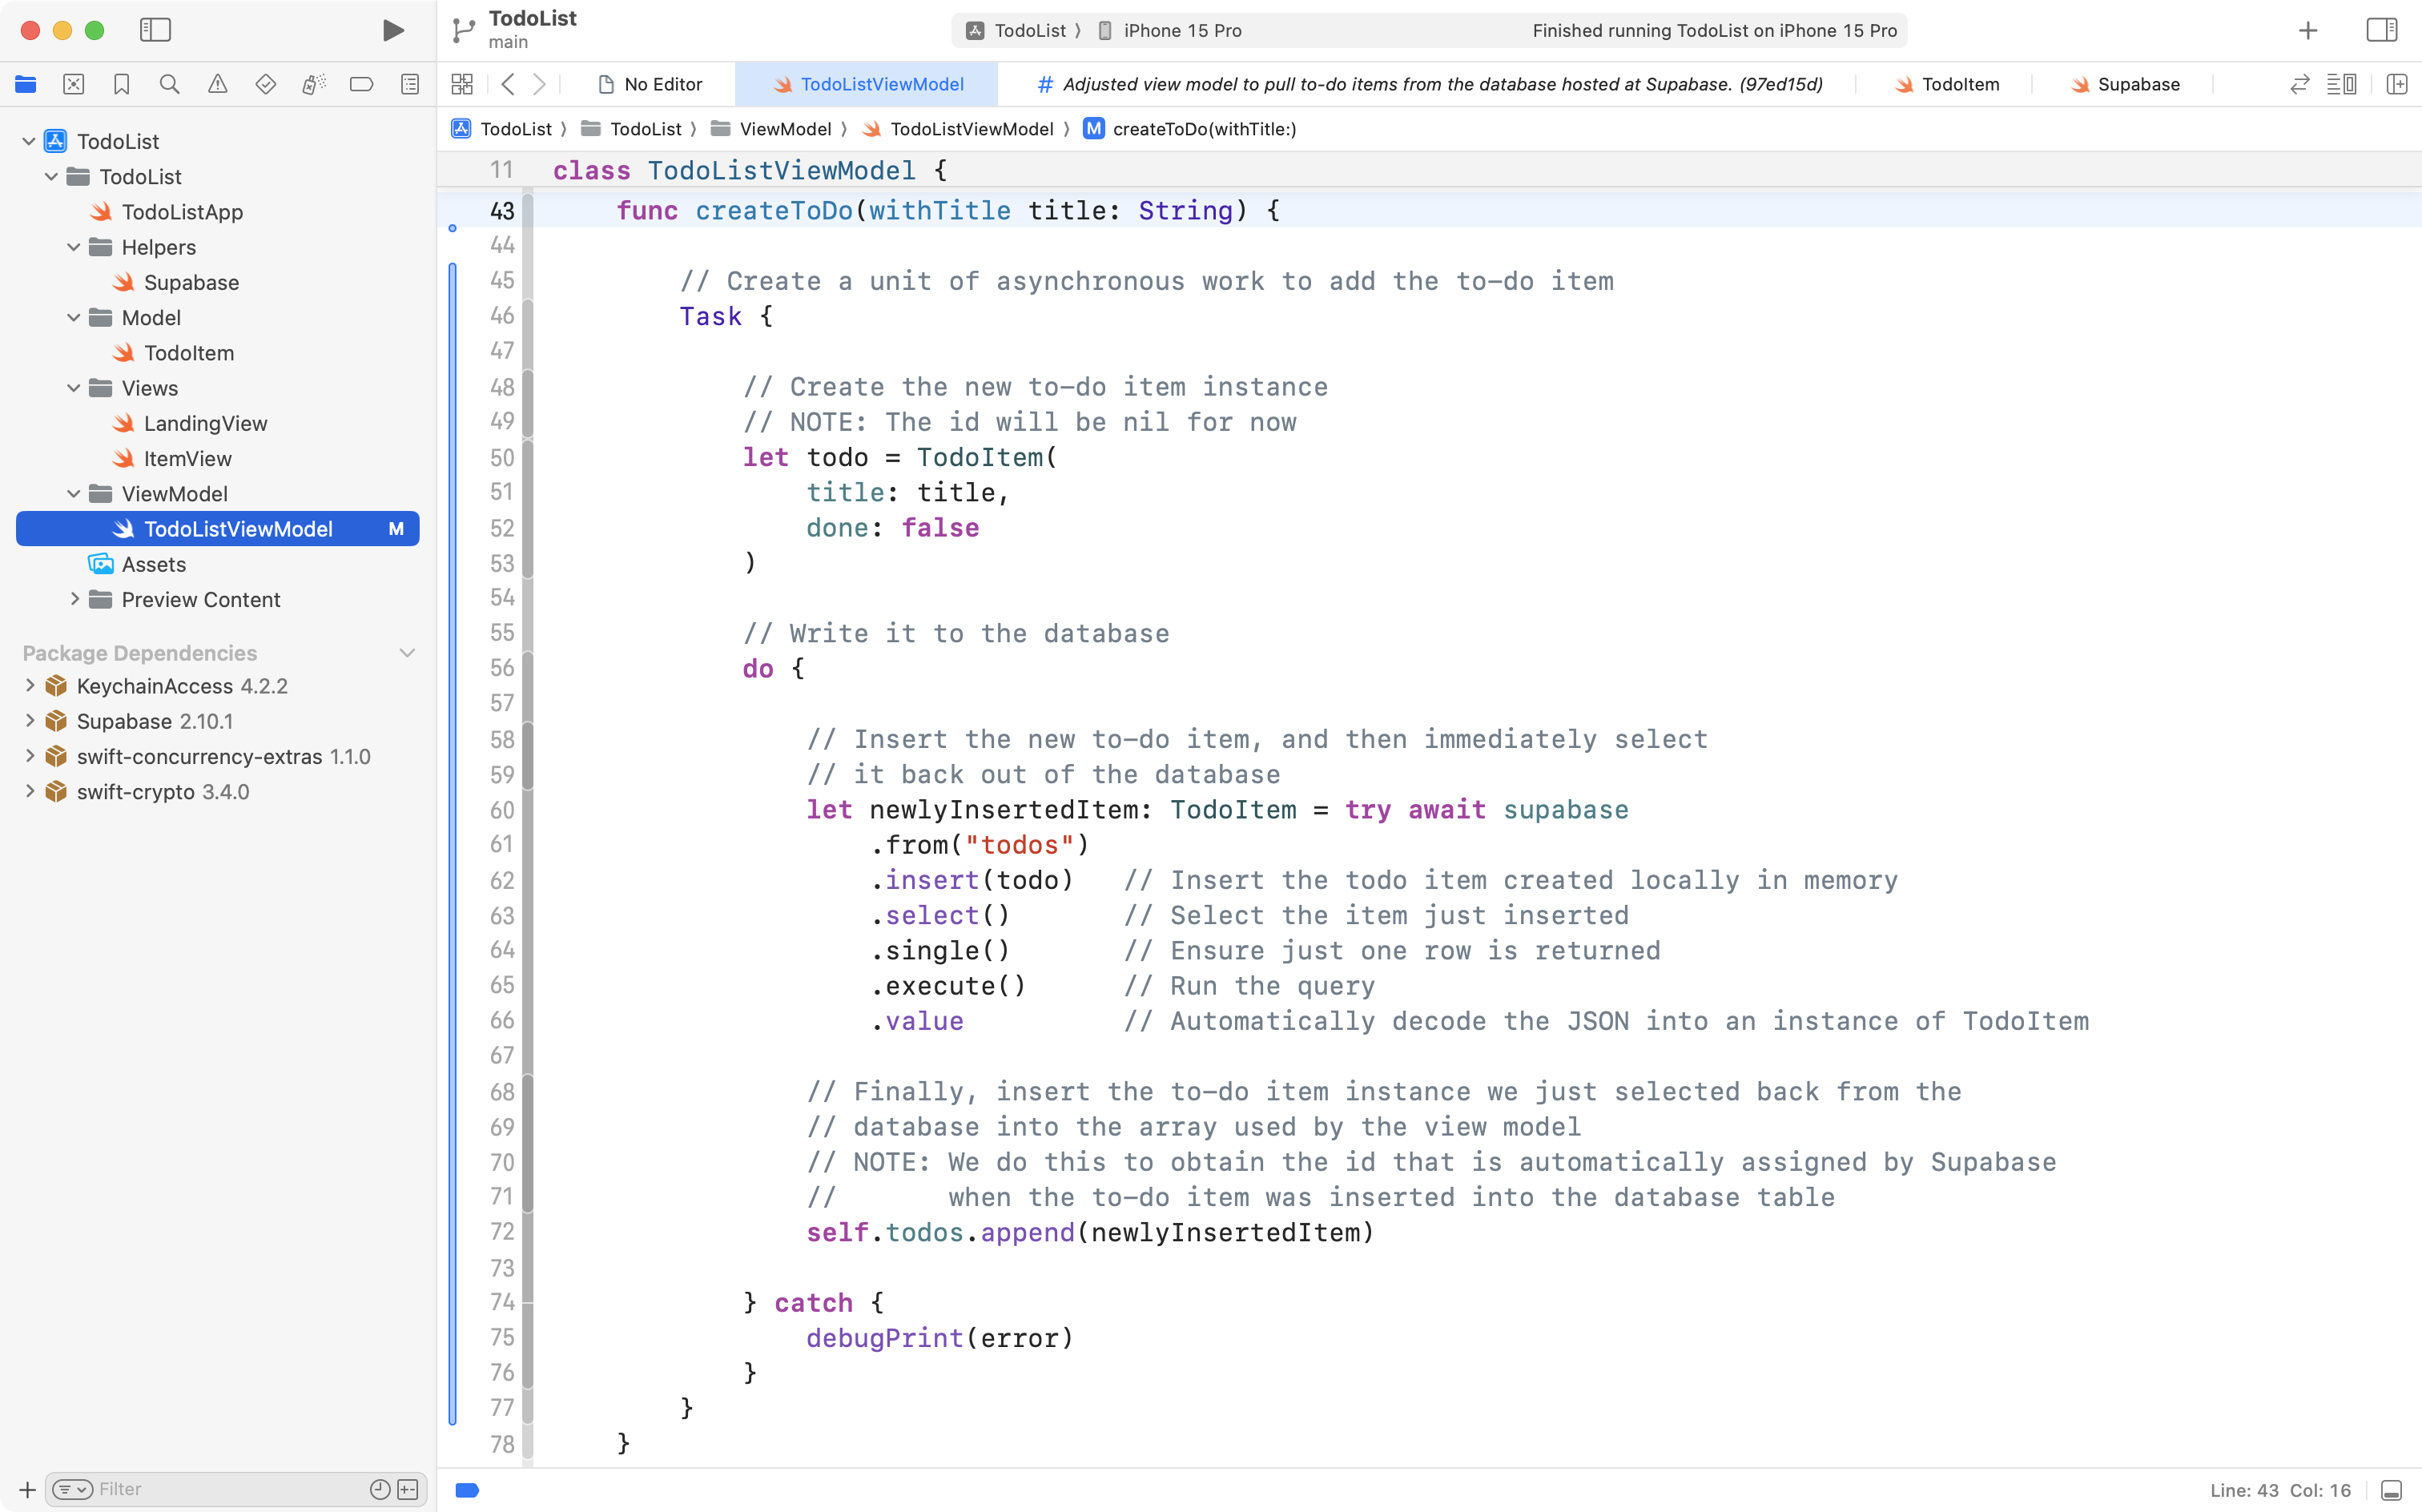 TodoList
main
TodoList
iPhone 15 Pro
Finished running TodoList on iPhone 15 Pro
No Editor
TodoListViewModel
# Adjusted view model to pull to-do items from the database hosted at Supabase. (97ed15d)
TodoItem
Supabase
TodoList
TodoList
ViewModel
TodoListViewModel
M createToDo(withTitle:)
TodoList
TodoList
TodoListApp
Helpers
Supabase
Model
TodoItem
Views
LandingView
ItemView
ViewModel
TodoListViewModel M
Assets
Preview Content
Package Dependencies
KeychainAccess 4.2.2
Supabase 2.10.1
swift-concurrency-extras 1.1.0
swift-crypto 3.4.0
Filter
11 class TodoListViewModel {
43     func createToDo(withTitle title: String) {
44
45         // Create a unit of asynchronous work to add the to-do item
46         Task {
47
48             // Create the new to-do item instance
49             // NOTE: The id will be nil for now
50             let todo = TodoItem(
51                 title: title,
52                 done: false
53             )
54
55             // Write it to the database
56             do {
57
58                 // Insert the new to-do item, and then immediately select
59                 // it back out of the database
60                 let newlyInsertedItem: TodoItem = try await supabase
61                     .from("todos")
62                     .insert(todo)   // Insert the todo item created locally in memory
63                     .select()       // Select the item just inserted
64                     .single()       // Ensure just one row is returned
65                     .execute()      // Run the query
66                     .value          // Automatically decode the JSON into an instance of TodoItem
67
68                 // Finally, insert the to-do item instance we just selected back from the
69                 // database into the array used by the view model
70                 // NOTE: We do this to obtain the id that is automatically assigned by Supabase
71                 //       when the to-do item was inserted into the database table
72                 self.todos.append(newlyInsertedItem)
73
74             } catch {
75                 debugPrint(error)
76             }
77         }
78     }
Line: 43 Col: 16